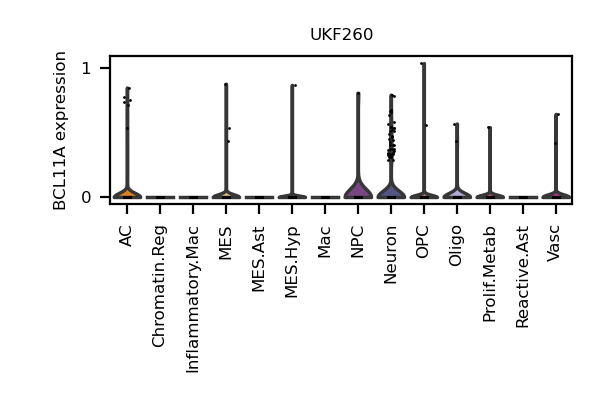 UKF260
BCL11A expression
1
0
AC
Chromatin.Reg
Inflammatory.Mac
MES
MES.Ast
MES.Hyp
Mac
NPC
Neuron
OPC
Oligo
Prolif.Metab
Reactive.Ast
Vasc